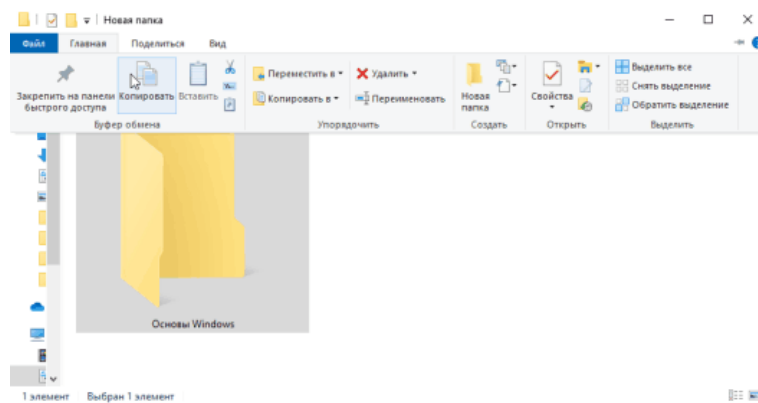 Новая папка
Файл Главная Поделиться Вид
Закрепить на панели быстрого доступа
Копировать
Вставить
Переместить в
Копировать в
Удалить
Переименовать
Новая папка
Свойства
Выделить все
Снять выделение
Обратить выделение
Буфер обмена Упорядочить Создать Открыть Выделить
Основы Windows
1 элемент Выбран 1 элемент